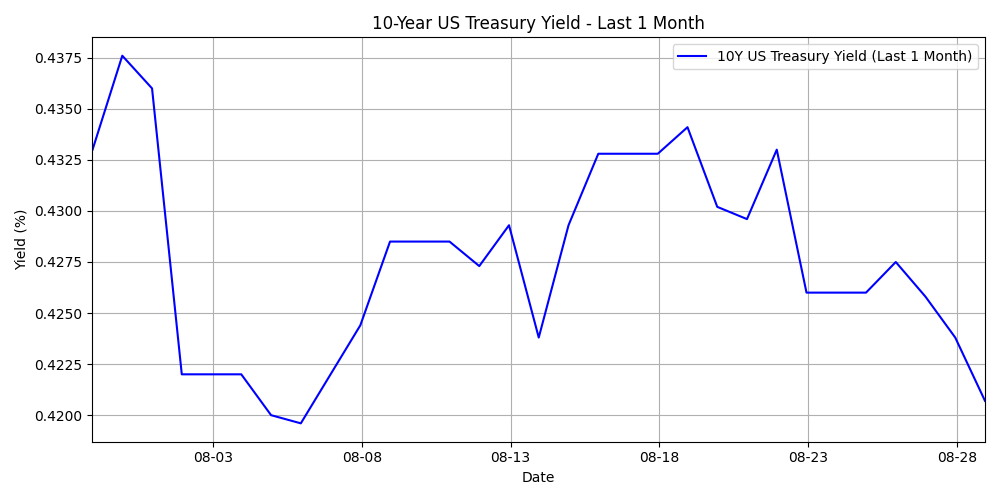 10-Year US Treasury Yield - Last 1 Month
10Y US Treasury Yield (Last 1 Month)
Yield (%)
0.4375
0.4350
0.4325
0.4300
0.4275
0.4250
0.4225
0.4200
08-03 08-08 08-13 08-18 08-23 08-28
Date